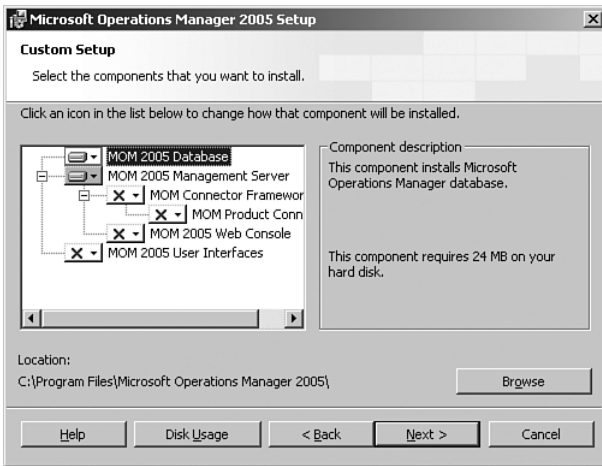 Microsoft Operations Manager 2005 Setup
Custom Setup
Select the components that you want to install.
Click an icon in the list below to change how that component will be installed.
MOM 2005 Database
MOM 2005 Management Server
MOM Connector Framewor
MOM Product Conn
MOM 2005 Web Console
MOM 2005 User Interfaces
Component description
This component installs Microsoft
Operations Manager database.
This component requires 24 MB on your
hard disk.
Location:
C:\Program Files\Microsoft Operations Manager 2005\
Browse
Help
Disk Usage
< Back
Next >
Cancel